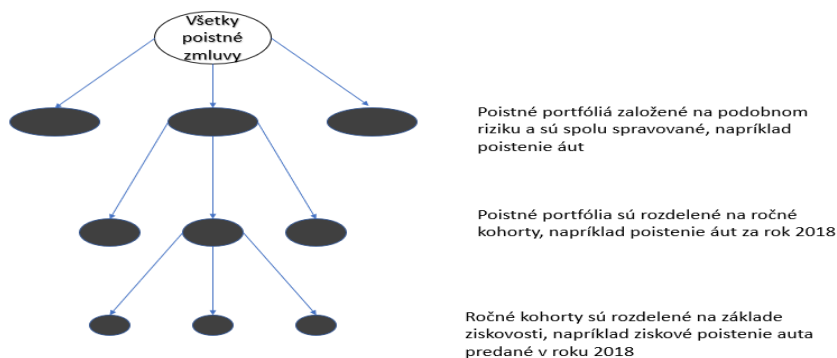 Všetky
poistné
zmluvy
Poistné portfóliá založené na podobnom
riziku a sú spolu spravované, napríklad
poistenie áut
Poistné portfólia sú rozdelené na ročné
kohorty, napríklad poistenie áut za rok 2018
Ročné kohorty sú rozdelené na základe
ziskovosti, napríklad ziskové poistenie auta
predané v roku 2018